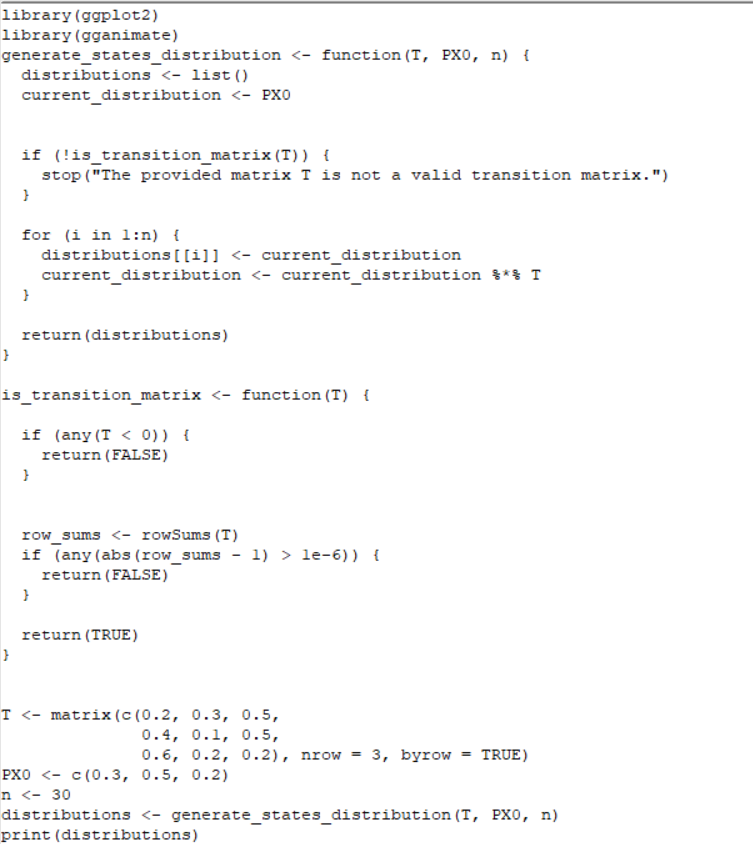 library(ggplot2)
library(gganimate)
generate_states_distribution <- function(T, PX0, n) {
  distributions <- list()
  current_distribution <- PX0
  if (!is_transition_matrix(T)) {
    stop("The provided matrix T is not a valid transition matrix.")
  }
  for (i in 1:n) {
    distributions[[i]] <- current_distribution
    current_distribution <- current_distribution %*% T
  }
  return(distributions)
}
is_transition_matrix <- function(T) {
  if (any(T < 0)) {
    return(FALSE)
  }
  row_sums <- rowSums(T)
  if (any(abs(row_sums - 1) > 1e-6)) {
    return(FALSE)
  }
  return(TRUE)
}
T <- matrix(c(0.2, 0.3, 0.5,
              0.4, 0.1, 0.5,
              0.6, 0.2, 0.2), nrow = 3, byrow = TRUE)
PX0 <- c(0.3, 0.5, 0.2)
n <- 30
distributions <- generate_states_distribution(T, PX0, n)
print(distributions)